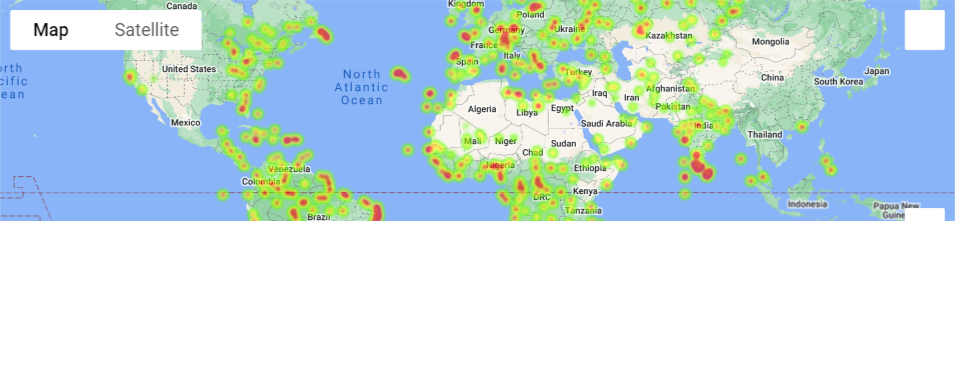 Canada
Kingdom
Poland
Map
Satellite
Germany
Ukraine
Kazakhstan
Mongolia
France
Italy
Spain
Turkey
orth
cific
ean
United States
North
Atlantic
Ocean
Japan
South Korea
China
Afghanistan
Iraq
Iran
Pakistan
Algeria
Libya
Egypt
Saudi Arabia
Mexico
India
Thailand
Mali
Niger
Chad
Sudan
Venezuela
Nigeria
Ethiopia
Colombia
DRC
Kenya
Indonesia
Papua New
Guine
Tanzania
Brazil